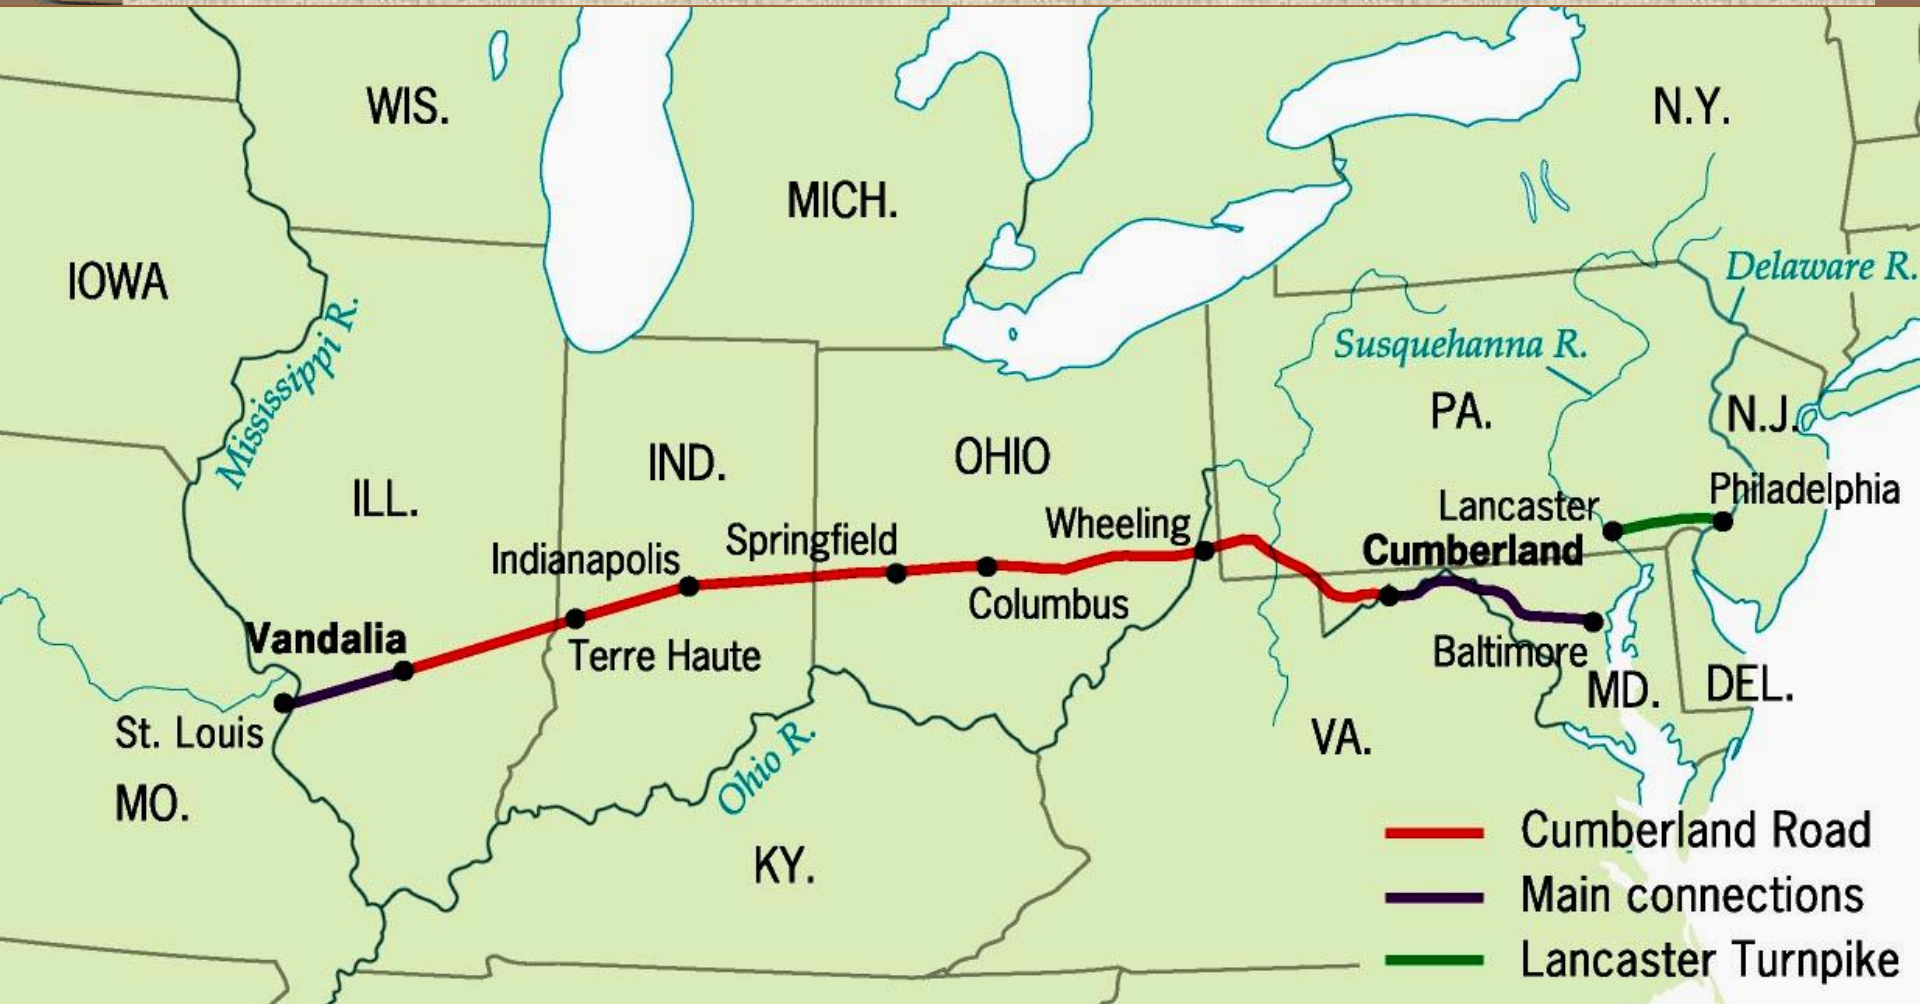 WIS.
N.Y.
MICH.
IOWA
Delaware R.
Mississippi R.
Susquehanna R.
PA.
N.J.
IND.
OHIO
ILL.
Philadelphia
Lancaster
Wheeling
Springfield
Cumberland
Indianapolis
Columbus
Vandalia
Terre Haute
Baltimore
MD.
DEL.
St. Louis
VA.
Ohio R.
MO.
KY.
Cumberland Road
Main connections
Lancaster Turnpike